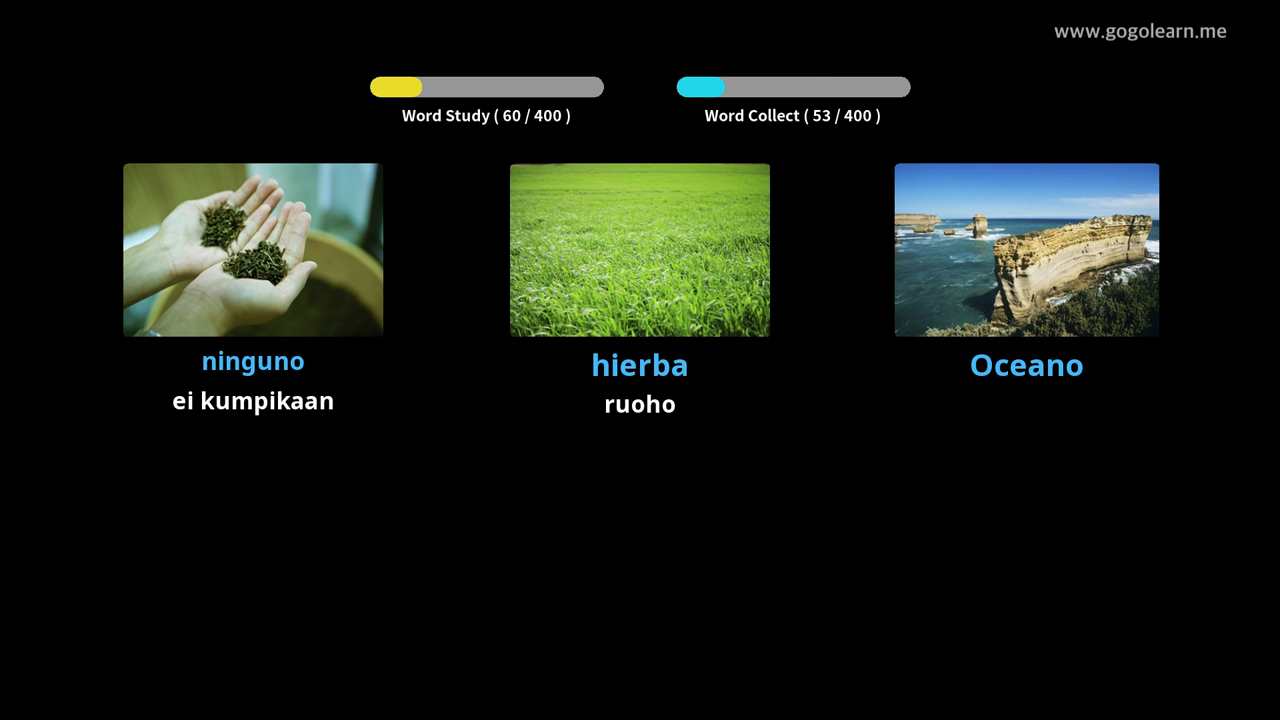 www.gogolearn.me
Word Study ( 60 / 400 )
Word Collect ( 53 / 400 )
ninguno
hierba
Oceano
ei kumpikaan
ruoho